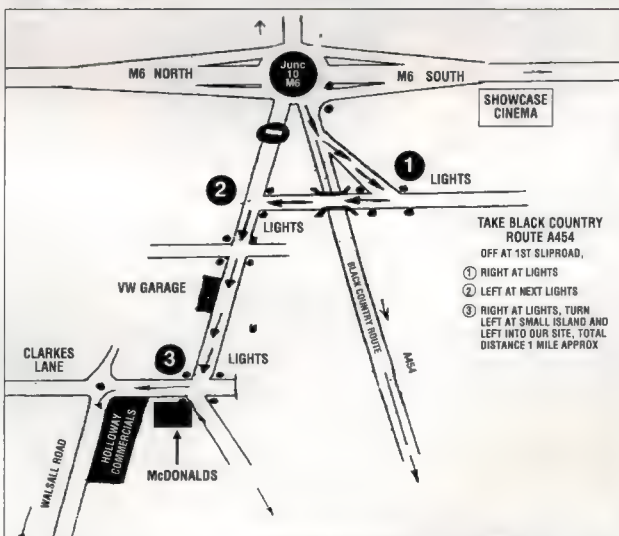 Junc
10
M6
M6 NORTH
M6 SOUTH
SHOWCASE
CINEMA
1
LIGHTS
2
LIGHTS
TAKE BLACK COUNTRY
ROUTE A454
OFF AT 1ST SLIPROAD,
1 RIGHT AT LIGHTS
2 LEFT AT NEXT LIGHTS
3 RIGHT AT LIGHTS, TURN
LEFT AT SMALL ISLAND AND
LEFT INTO OUR SITE, TOTAL
DISTANCE 1 MILE APPROX
VW GARAGE
BLACK COUNTRY ROUTE
A454
CLARKES
LANE
3
LIGHTS
HOLLOWAY
COMMERCIALS
McDONALDS
WALSALL ROAD